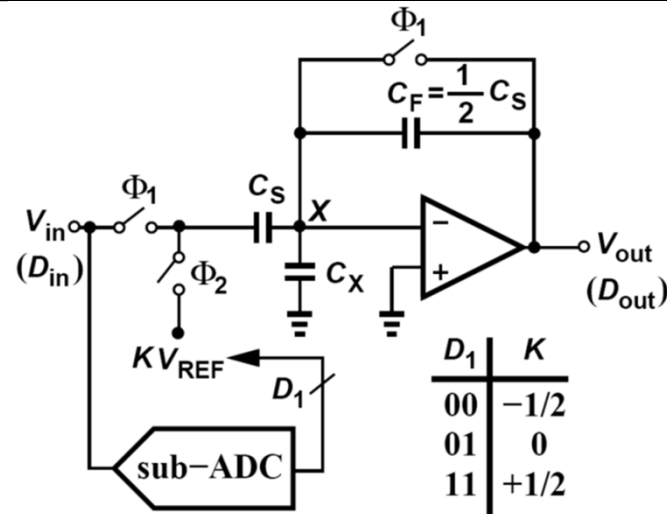 Φ1
CF = 1/2 CS
Φ1
CS
X
Vin
(Din)
Φ2
CX
−
+
Vout
(Dout)
KVREF
D1
sub−ADC
D1 K
00 −1/2
01 0
11 +1/2